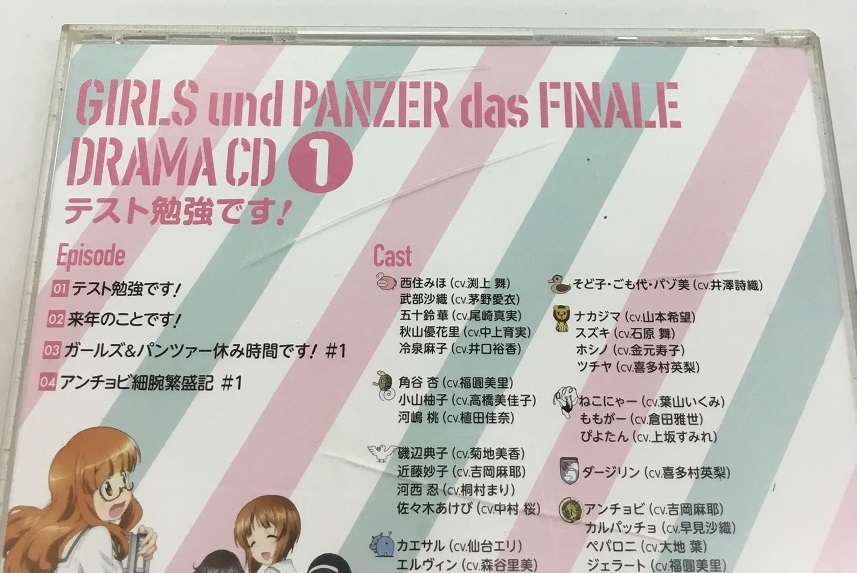 GIRLS und PANZER das FINALE
DRAMA CD 1
テスト勉強です!
Episode
01 テスト勉強です!
02 来年のことです!
03 ガールズ&パンツァー休み時間です! #1
04 アンチョビ細腕繁盛記 #1
Cast
西住みほ (cv.渕上 舞)
武部沙織 (cv.茅野愛衣)
五十鈴 華 (cv.尾崎真実)
秋山優花里 (cv.中上育実)
冷泉麻子 (cv.井口裕香)
角谷 杏 (cv.福圓美里)
小山柚子 (cv.高橋美佳子)
河嶋 桃 (cv.植田佳奈)
磯辺典子 (cv.菊地美香)
近藤妙子 (cv.吉岡麻耶)
河西 忍 (cv.桐村まり)
佐々木あけび (cv.中村 桜)
カエサル (cv.仙台エリ)
エルヴィン (cv.森谷里美)
そど子・ごも代・パゾ美 (cv.井澤詩織)
ナカジマ (cv.山本希望)
スズキ (cv.石原 舞)
ホシノ (cv.金元寿子)
ツチヤ (cv.喜多村英梨)
ねこにゃー (cv.葉山いくみ)
ももがー (cv.倉田雅世)
ぴよたん (cv.上坂すみれ)
ダージリン (cv.喜多村英梨)
アンチョビ (cv.吉岡麻耶)
カルパッチョ (cv.早見沙織)
ペパロニ (cv.大地 葉)
ジェラート (cv.福圓美里)